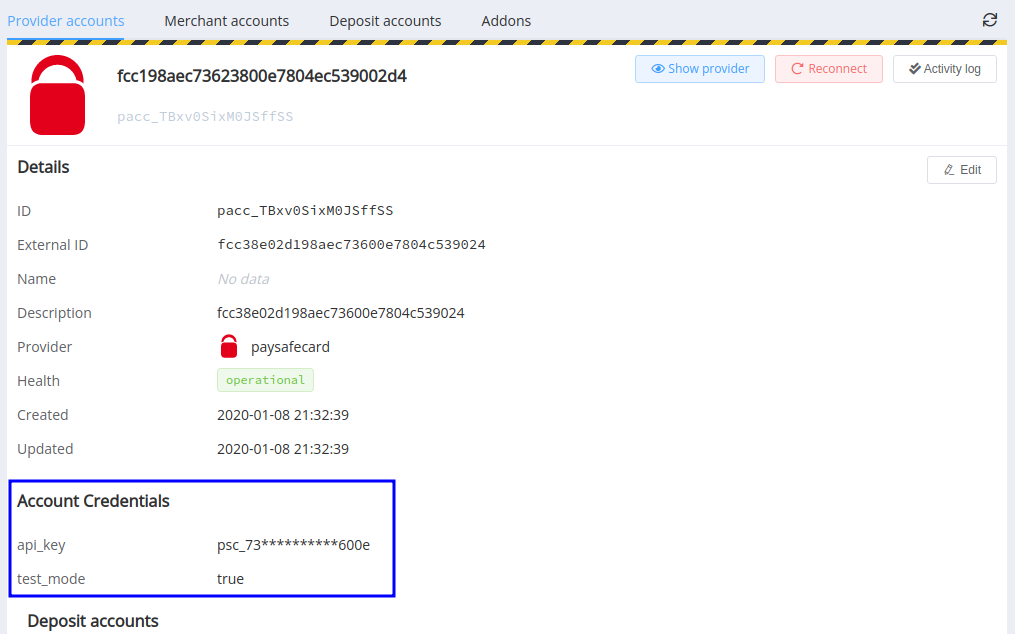 Provider accounts Merchant accounts Deposit accounts Addons
fcc198aec73623800e7804ec539002d4 Show provider Reconnect Activity log
pacc_TBxv0SixM0JSffSS
Details Edit
ID pacc_TBxv0SixM0JSffSS
External ID fcc38e02d198aec73600e7804c539024
Name No data
Description fcc38e02d198aec73600e7804c539024
Provider paysafecard
Health operational
Created 2020-01-08 21:32:39
Updated 2020-01-08 21:32:39
Account Credentials
api_key psc_73**********600e
test_mode true
Deposit accounts